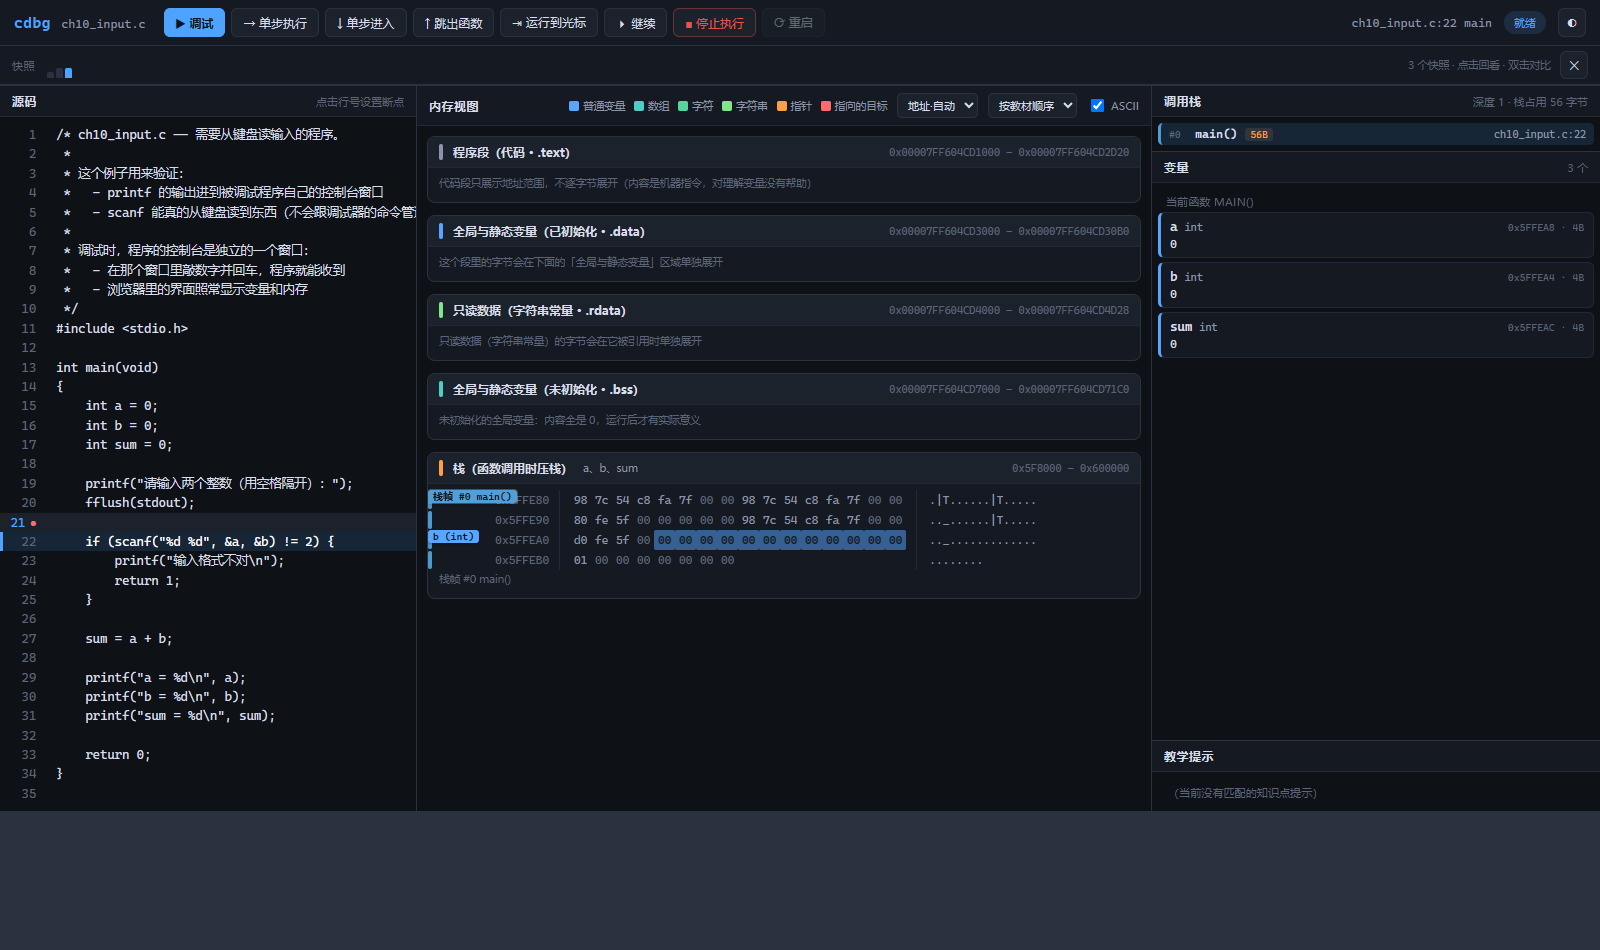 cdbg ch10_input.c ▶ 调试 → 单步执行 ↓ 单步进入 ↑ 跳出函数 ⇥ 运行到光标 ⏵ 继续 ■ 停止执行 ⟳ 重启 ch10_input.c:22 main 就绪 ◐
快照 3 个快照 · 点击回看 · 双击对比 ✕
源码 点击行号设置断点
1 /* ch10_input.c —— 需要从键盘读输入的程序。
2  *
3  * 这个例子用来验证：
4  *   - printf 的输出进到被调试程序自己的控制台窗口
5  *   - scanf 能真的从键盘读到东西（不会跟调试器的命令管
6  *
7  * 调试时，程序的控制台是独立的一个窗口：
8  *   - 在那个窗口里敲数字并回车，程序就能收到
9  *   - 浏览器里的界面照常显示变量和内存
10  */
11 #include <stdio.h>
12
13 int main(void)
14 {
15     int a = 0;
16     int b = 0;
17     int sum = 0;
18
19     printf("请输入两个整数（用空格隔开）: ");
20     fflush(stdout);
21 ●
22     if (scanf("%d %d", &a, &b) != 2) {
23         printf("输入格式不对\n");
24         return 1;
25     }
26
27     sum = a + b;
28
29     printf("a = %d\n", a);
30     printf("b = %d\n", b);
31     printf("sum = %d\n", sum);
32
33     return 0;
34 }
35
内存视图 普通变量 数组 字符 字符串 指针 指向的目标 地址·自动 按教材顺序 ASCII
程序段（代码・.text） 0x00007FF604CD1000 — 0x00007FF604CD2D20
代码段只展示地址范围，不逐字节展开（内容是机器指令，对理解变量没有帮助）
全局与静态变量（已初始化・.data） 0x00007FF604CD3000 — 0x00007FF604CD30B0
这个段里的字节会在下面的「全局与静态变量」区域单独展开
只读数据（字符串常量・.rdata） 0x00007FF604CD4000 — 0x00007FF604CD4D28
只读数据（字符串常量）的字节会在它被引用时单独展开
全局与静态变量（未初始化・.bss） 0x00007FF604CD7000 — 0x00007FF604CD71C0
未初始化的全局变量：内容全是 0，运行后才有实际意义
栈（函数调用时压栈） a、b、sum 0x5F8000 — 0x600000
栈帧 #0 main() FFE80 98 7c 54 c8 fa 7f 00 00 98 7c 54 c8 fa 7f 00 00 .|T......|T.....
0x5FFE90 80 fe 5f 00 00 00 00 00 98 7c 54 c8 fa 7f 00 00 .._......|T.....
b (int) 0x5FFEA0 d0 fe 5f 00 00 00 00 00 00 00 00 00 00 00 00 00 .._.............
0x5FFEB0 01 00 00 00 00 00 00 00 ........
栈帧 #0 main()
调用栈 深度 1 · 栈占用 56 字节
#0 main() 56B ch10_input.c:22
变量 3 个
当前函数 MAIN()
a int 0x5FFEA8 · 4B
0
b int 0x5FFEA4 · 4B
0
sum int 0x5FFEAC · 4B
0
教学提示
（当前没有匹配的知识点提示）